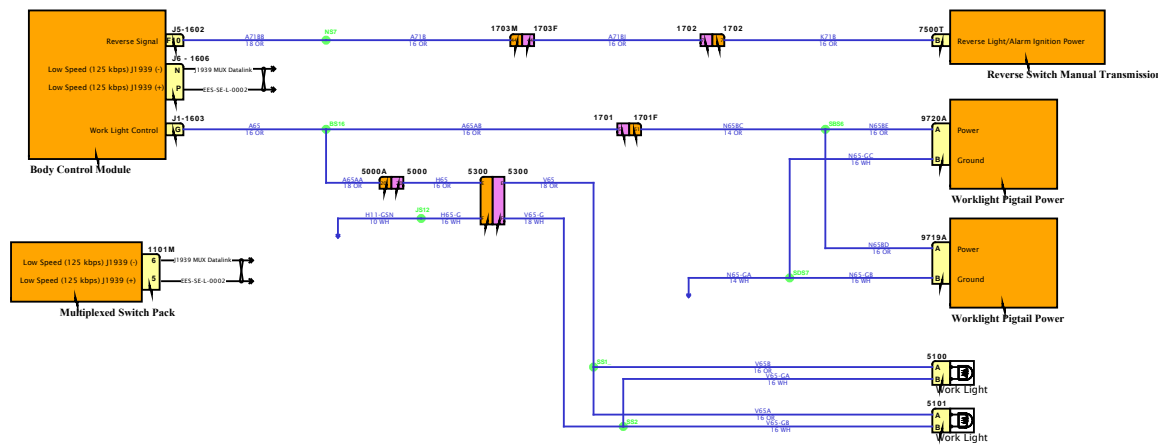 J5-1602
Reverse Signal
F 0
A718B
18 OR
NS7
A718
16 OR
1703M
1703F
A718J
16 OR
1702
1702
K718
16 OR
7500T
B
Reverse Light/Alarm Ignition Power
Reverse Switch Manual Transmission
J6 - 1606
Low Speed (125 kbps) J1939 (-)
N
J1939 MUX Datalink
Low Speed (125 kbps) J1939 (+)
P
EES-SE-L-0002
J1-1603
Work Light Control
G
A65
16 OR
BS16
A65AB
16 OR
1701
1701F
N65BC
14 OR
SBS6
N65BE
16 OR
9720A
A
Power
N65-GC
16 WH
B
Ground
Worklight Pigtail Power
Body Control Module
A65AA
18 OR
5000A
5000
H65
16 OR
5300
5300
V65
18 OR
H11-GSN
10 WH
JS12
H65-G
16 WH
V65-G
18 WH
N65BD
16 OR
9719A
A
Power
N65-GA
14 WH
SDS7
N65-GB
16 WH
B
Ground
Worklight Pigtail Power
1101M
Low Speed (125 kbps) J1939 (-)
6
J1939 MUX Datalink
Low Speed (125 kbps) J1939 (+)
5
EES-SE-L-0002
Multiplexed Switch Pack
V65B
16 OR
5100
A
V65-GA
16 WH
B
Work Light
V65A
16 OR
5101
A
V65-GB
16 WH
B
Work Light